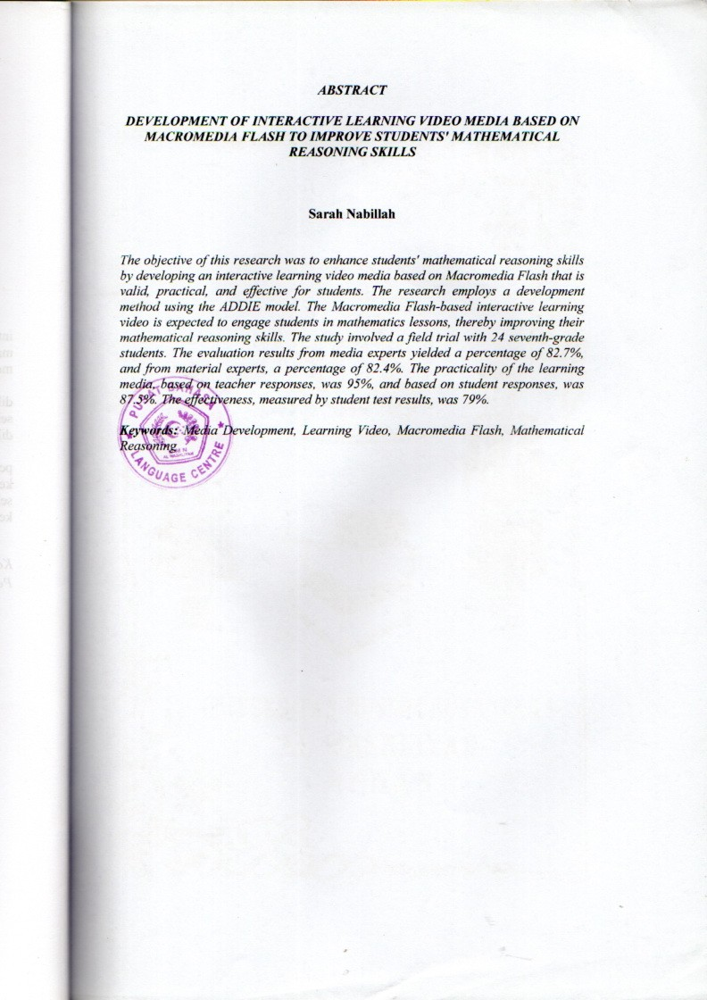 ABSTRACT
DEVELOPMENT OF INTERACTIVE LEARNING VIDEO MEDIA BASED ON
MACROMEDIA FLASH TO IMPROVE STUDENTS' MATHEMATICAL
REASONING SKILLS
Sarah Nabillah
The objective of this research was to enhance students' mathematical reasoning skills
by developing an interactive learning video media based on Macromedia Flash that is
valid, practical, and effective for students. The research employs a development
method using the ADDIE model. The Macromedia Flash-based interactive learning
video is expected to engage students in mathematics lessons, thereby improving their
mathematical reasoning skills. The study involved a field trial with 24 seventh-grade
students. The evaluation results from media experts yielded a percentage of 82.7%,
and from material experts, a percentage of 82.4%. The practicality of the learning
media, based on teacher responses, was 95%, and based on student responses, was
87.5%. The effectiveness, measured by student test results, was 79%.
Keywords: Media Development, Learning Video, Macromedia Flash, Mathematical
Reasoning
PUSAT BAHASA
LANGUAGE CENTRE